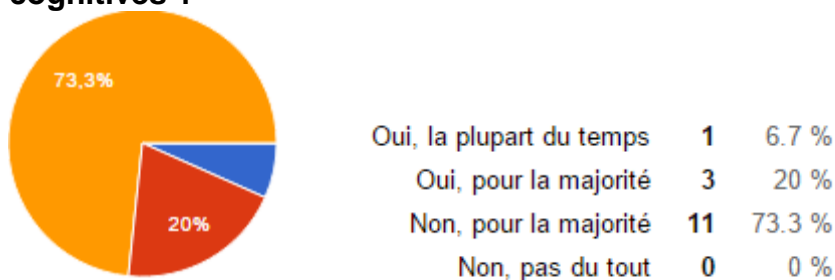 73,3%
20%
Oui, la plupart du temps 1 6.7 %
Oui, pour la majorité 3 20 %
Non, pour la majorité 11 73.3 %
Non, pas du tout 0 0 %